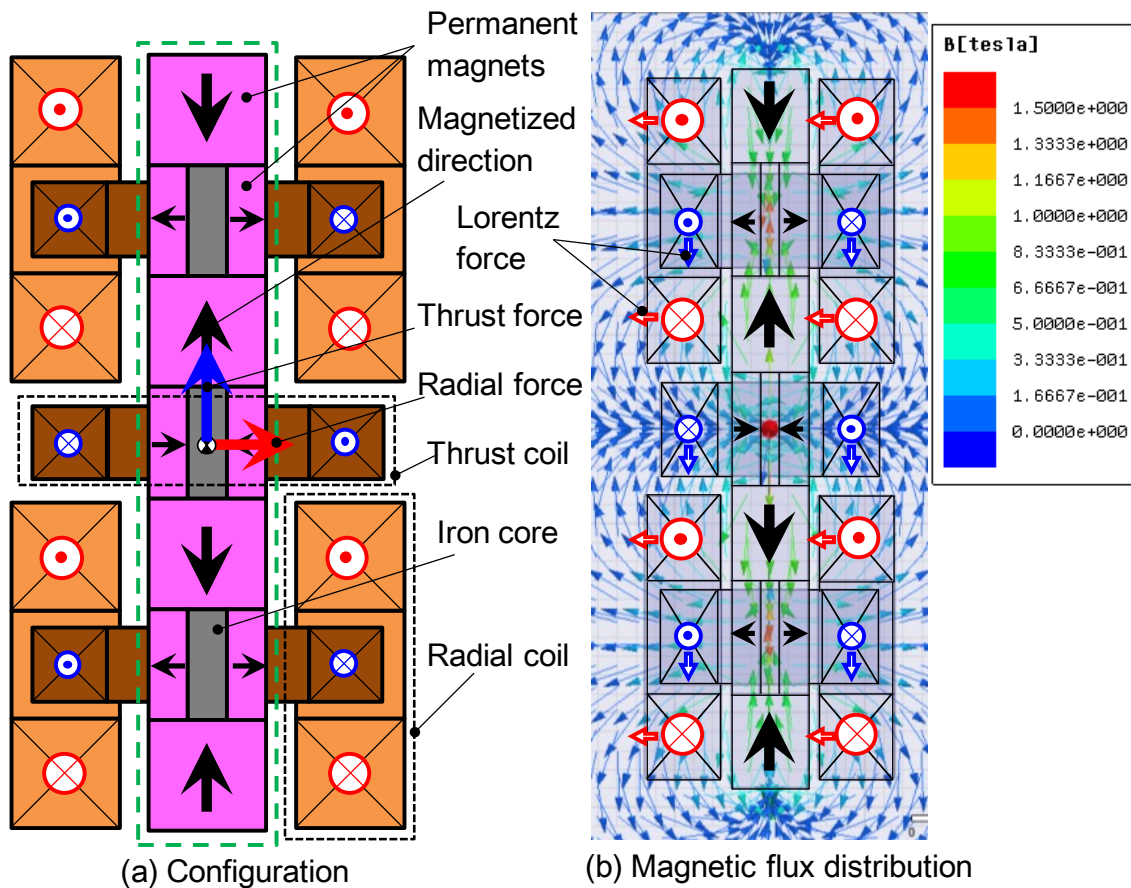 Permanent
magnets
Magnetized
direction
Lorentz
force
Thrust force
Radial force
Thrust coil
Iron core
Radial coil
B[tesla]
1.5000e+000
1.3333e+000
1.1667e+000
1.0000e+000
8.3333e-001
6.6667e-001
5.0000e-001
3.3333e-001
1.6667e-001
0.0000e+000
0
(a) Configuration
(b) Magnetic flux distribution